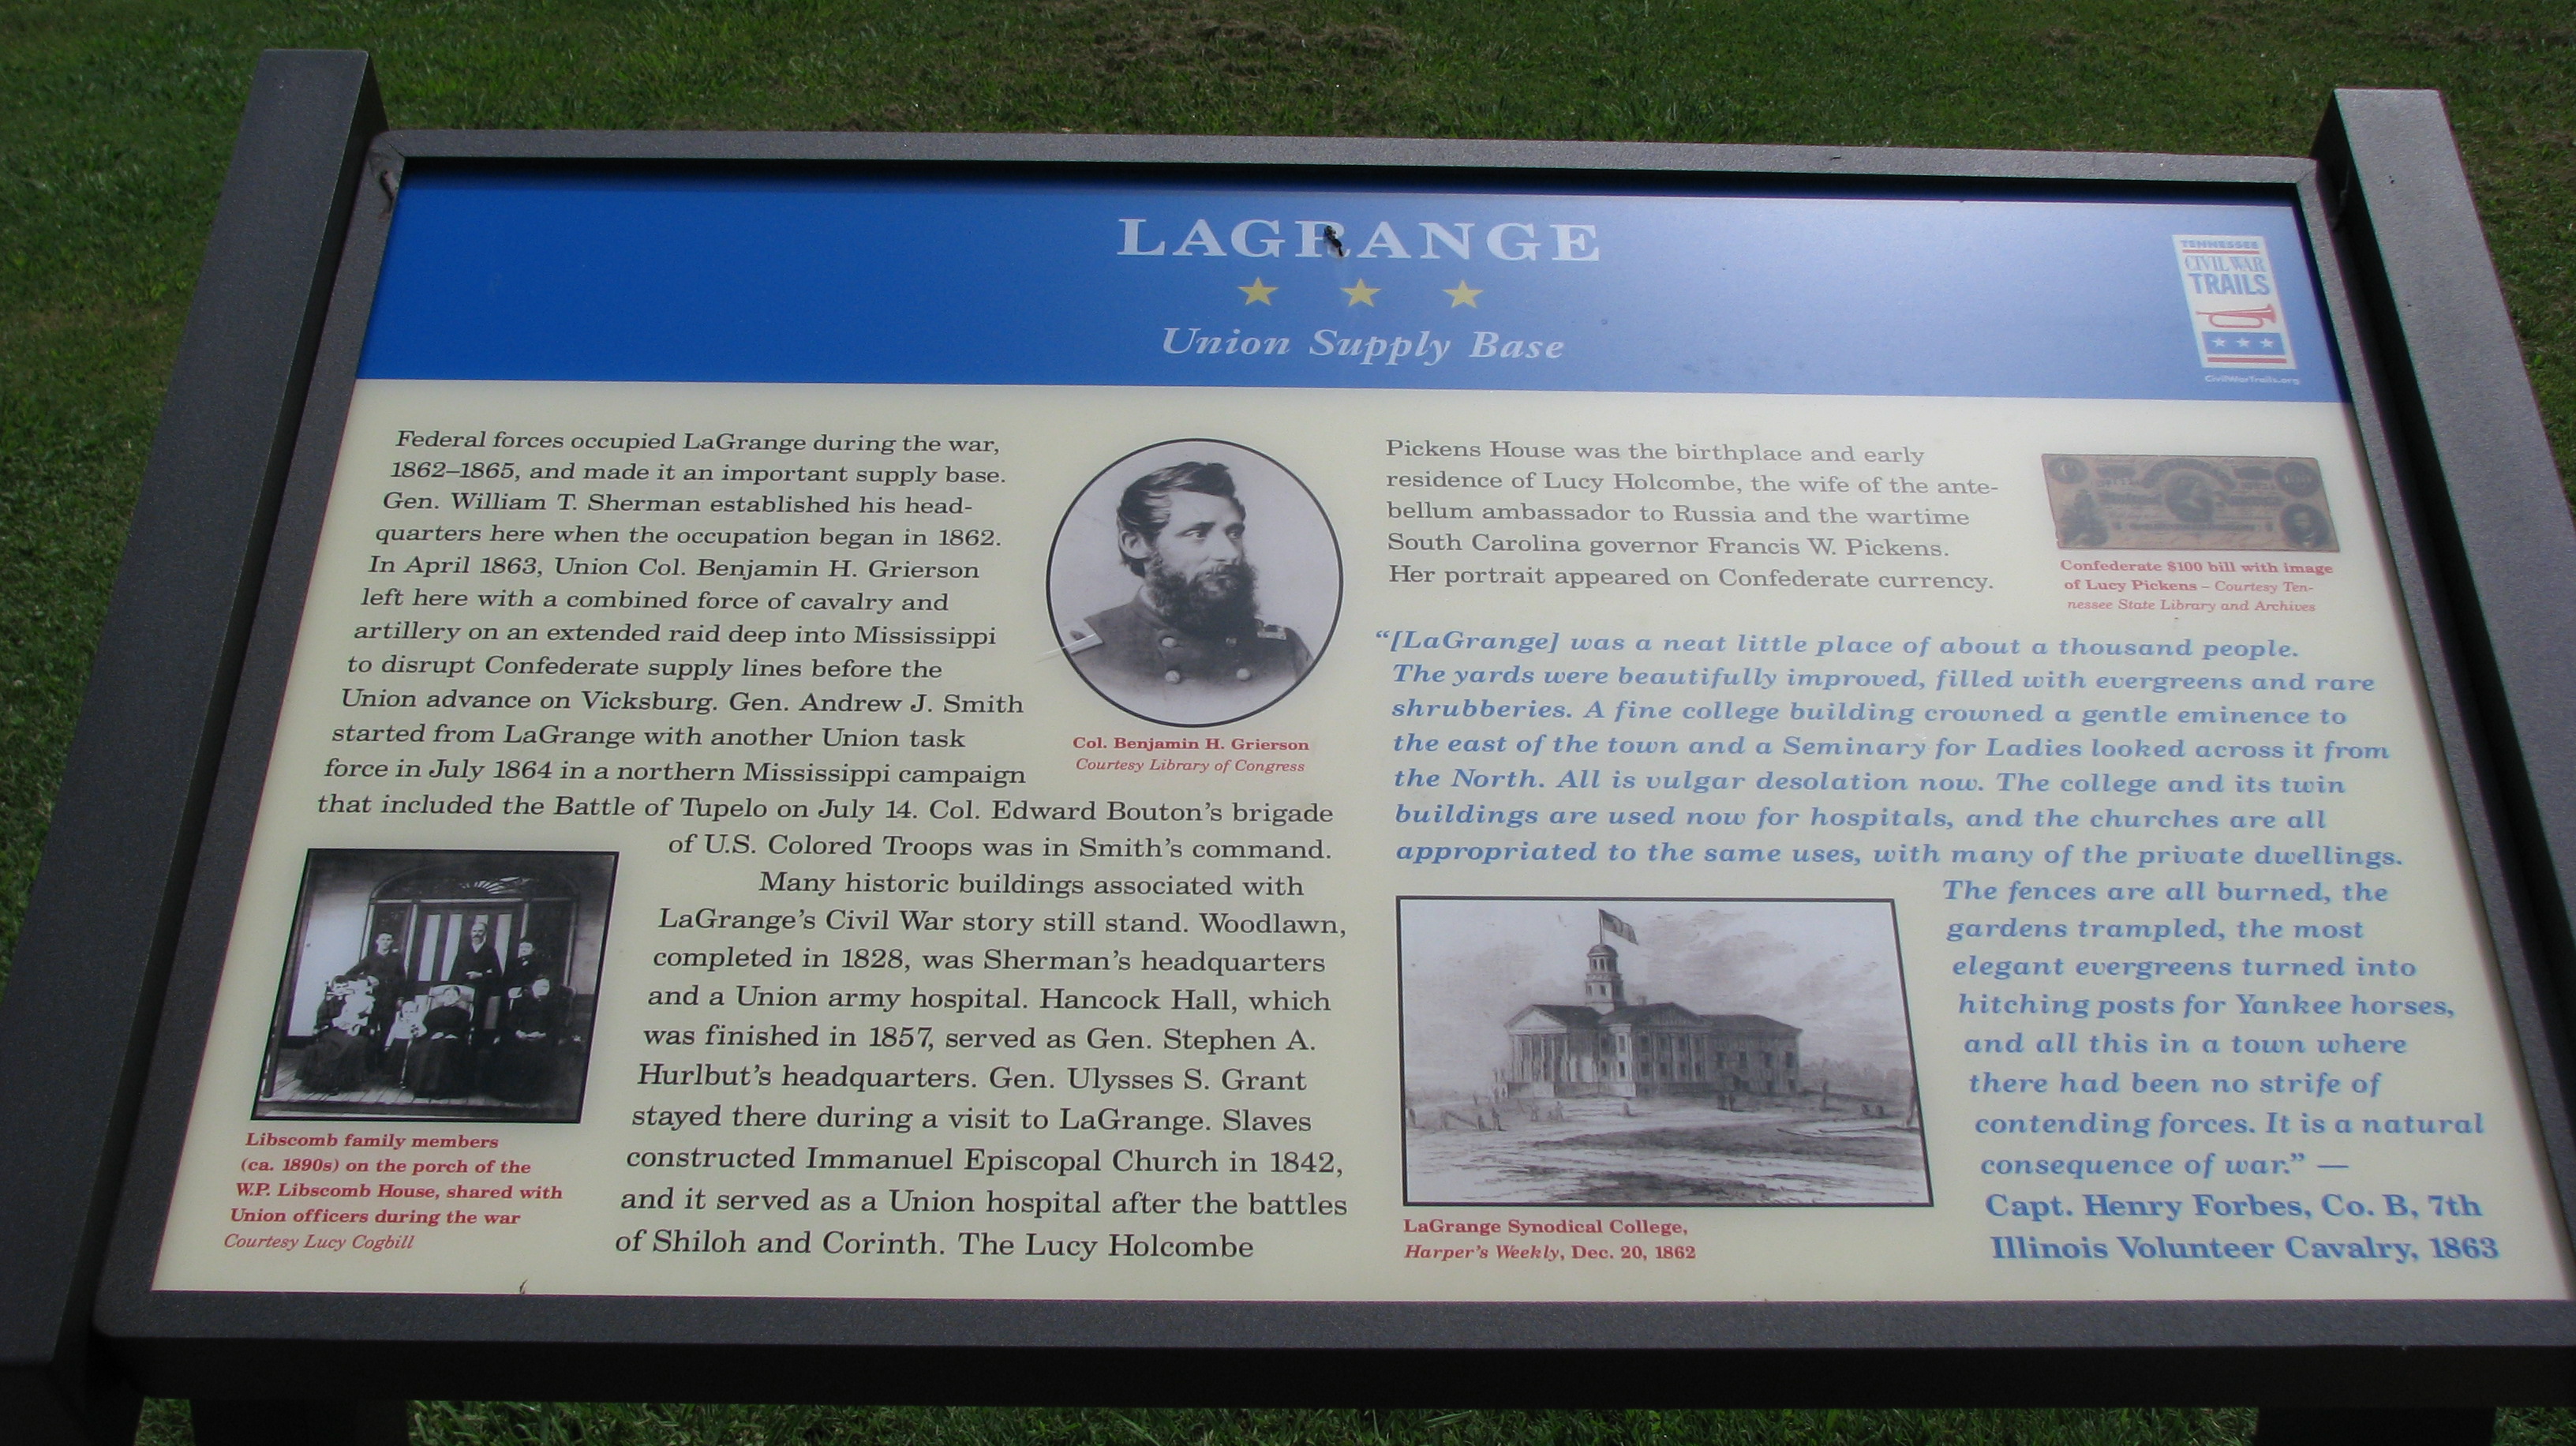 LAGRANGE
Union Supply Base
TENNESSEE
CIVIL WAR
TRAILS
CivilWarTrails.org
Federal forces occupied LaGrange during the war,
1862–1865, and made it an important supply base.
Gen. William T. Sherman established his head-
quarters here when the occupation began in 1862.
In April 1863, Union Col. Benjamin H. Grierson
left here with a combined force of cavalry and
artillery on an extended raid deep into Mississippi
to disrupt Confederate supply lines before the
Union advance on Vicksburg. Gen. Andrew J. Smith
started from LaGrange with another Union task
force in July 1864 in a northern Mississippi campaign
that included the Battle of Tupelo on July 14. Col. Edward Bouton's brigade
of U.S. Colored Troops was in Smith's command.
Many historic buildings associated with
LaGrange's Civil War story still stand. Woodlawn,
completed in 1828, was Sherman's headquarters
and a Union army hospital. Hancock Hall, which
was finished in 1857, served as Gen. Stephen A.
Hurlbut's headquarters. Gen. Ulysses S. Grant
stayed there during a visit to LaGrange. Slaves
constructed Immanuel Episcopal Church in 1842,
and it served as a Union hospital after the battles
of Shiloh and Corinth. The Lucy Holcombe
Col. Benjamin H. Grierson
Courtesy Library of Congress
Libscomb family members
(ca. 1890s) on the porch of the
W.P. Libscomb House, shared with
Union officers during the war
Courtesy Lucy Cogbill
Pickens House was the birthplace and early
residence of Lucy Holcombe, the wife of the ante-
bellum ambassador to Russia and the wartime
South Carolina governor Francis W. Pickens.
Her portrait appeared on Confederate currency.
Confederate $100 bill with image
of Lucy Pickens – Courtesy Ten-
nessee State Library and Archives
“[LaGrange] was a neat little place of about a thousand people.
The yards were beautifully improved, filled with evergreens and rare
shrubberies. A fine college building crowned a gentle eminence to
the east of the town and a Seminary for Ladies looked across it from
the North. All is vulgar desolation now. The college and its twin
buildings are used now for hospitals, and the churches are all
appropriated to the same uses, with many of the private dwellings.
The fences are all burned, the
gardens trampled, the most
elegant evergreens turned into
hitching posts for Yankee horses,
and all this in a town where
there had been no strife of
contending forces. It is a natural
consequence of war.” —
Capt. Henry Forbes, Co. B, 7th
Illinois Volunteer Cavalry, 1863
LaGrange Synodical College,
Harper's Weekly, Dec. 20, 1862